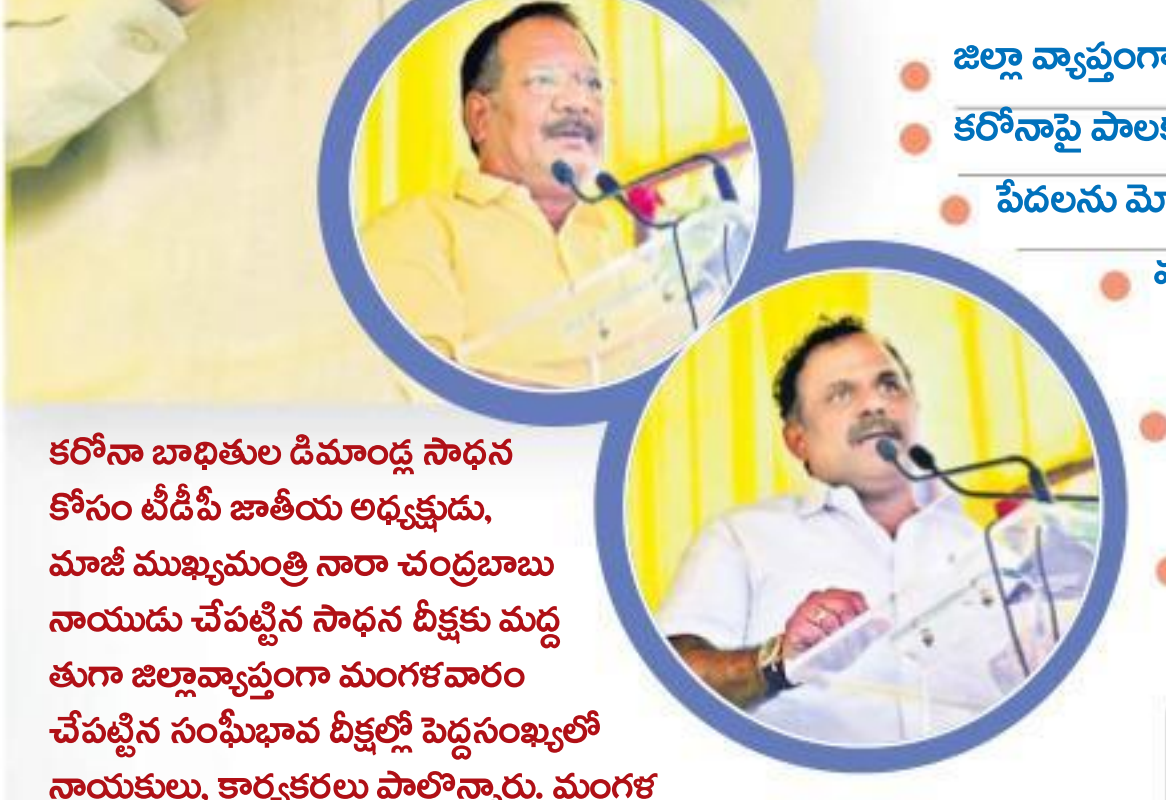 జిల్లా వ్యాప్తంగా
కరోనాపై
పేదలను
కరోనా బాధితుల డిమాండ్ల సాధన
కోసం టీడీపీ జాతీయ అధ్యక్షుడు,
మాజీ ముఖ్యమంత్రి నారా చంద్రబాబు
నాయుడు చేపట్టిన సాధన దీక్షకు మద్ద
తుగా జిల్లావ్యాప్తంగా మంగళవారం
చేపట్టిన సంఘీభావ దీక్షల్లో పెద్దసంఖ్యలో
నాయకులు, కార్యకర్తలు పాల్గొన్నారు. మంగళ